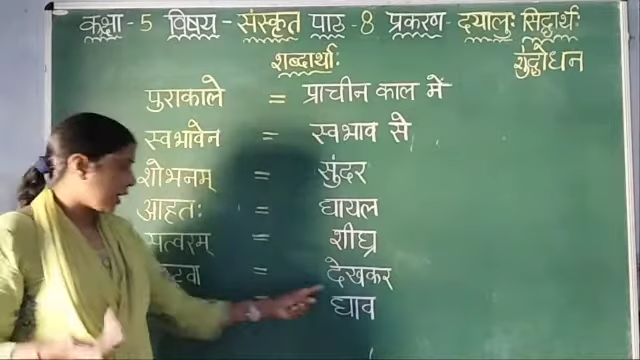 कक्षा - 5 विषय - संस्कृत पाठ - 8 प्रकरण - दयालुः सिद्धार्थः
शब्दार्थाः शुद्धोधन
पुराकाले = प्राचीन काल में
स्वभावेन = स्वभाव से
शोभनम् = सुंदर
आहतः = घायल
सत्वरम् = शीघ्र
= देखकर
घाव